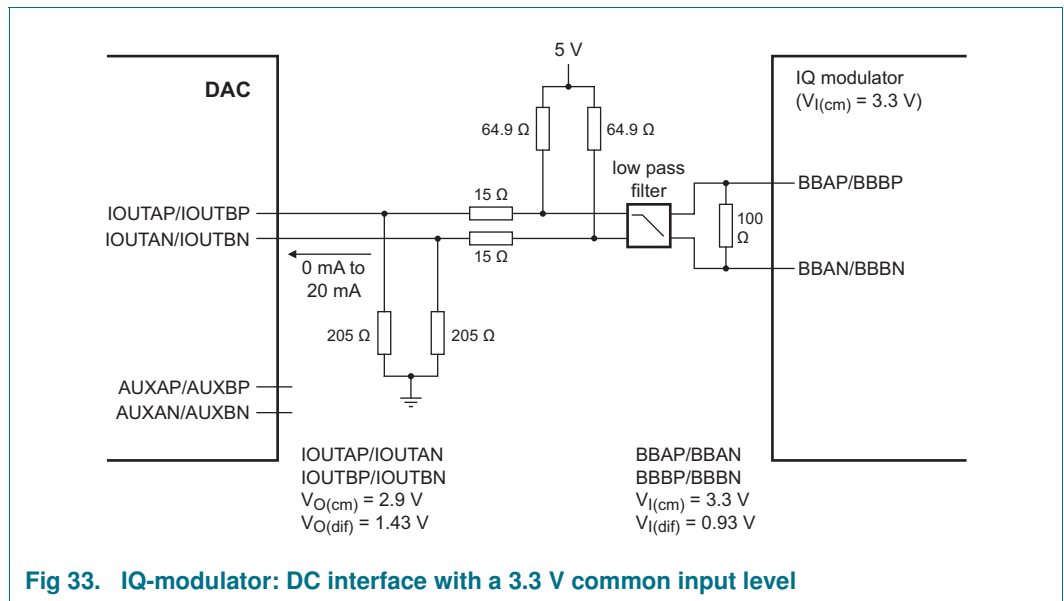 5 V
DAC
IQ modulator
(VI(cm) = 3.3 V)
64.9 Ω
64.9 Ω
low pass
filter
15 Ω
BBAP/BBBP
IOUTAP/IOUTBP
100
Ω
IOUTAN/IOUTBN
15 Ω
BBAN/BBBN
0 mA to
20 mA
205 Ω
205 Ω
AUXAP/AUXBP
AUXAN/AUXBN
IOUTAP/IOUTAN
IOUTBP/IOUTBN
VO(cm) = 2.9 V
VO(dif) = 1.43 V
BBAP/BBAN
BBBP/BBBN
VI(cm) = 3.3 V
VI(dif) = 0.93 V
Fig 33. IQ-modulator: DC interface with a 3.3 V common input level